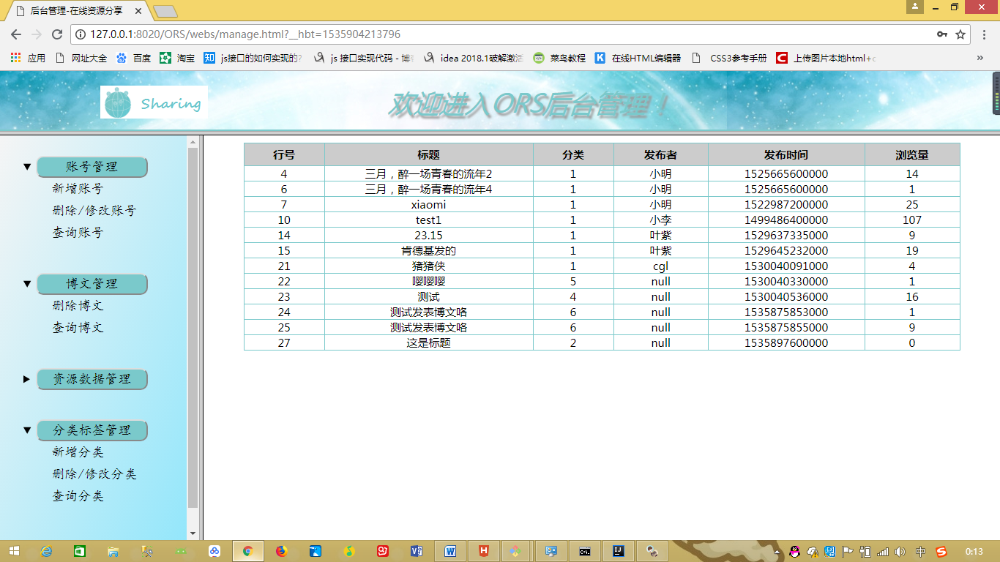 后台管理-在线资源分享
127.0.0.1:8020/ORS/webs/manage.html?__hbt=1535904213796
应用 网址大全 百度 淘宝 js接口的如何实现的? js 接口实现代码 - 博 idea 2018.1破解激活 菜鸟教程 在线HTML编辑器 CSS3参考手册 上传图片本地html+c »
Sharing
欢迎进入ORS后台管理！
账号管理
新增账号
删除/修改账号
查询账号
博文管理
删除博文
查询博文
资源数据管理
分类标签管理
新增分类
删除/修改分类
查询分类
行号 标题 分类 发布者 发布时间 浏览量
4 三月，醉一场青春的流年2 1 小明 1525665600000 14
6 三月，醉一场青春的流年4 1 小明 1525665600000 1
7 xiaomi 1 小明 1522987200000 25
10 test1 1 小李 1499486400000 107
14 23.15 1 叶紫 1529637335000 9
15 肯德基发的 1 叶紫 1529645232000 19
21 猪猪侠 1 cgl 1530040091000 4
22 嘤嘤嘤 5 null 1530040330000 1
23 测试 4 null 1530040536000 16
24 测试发表博文咯 6 null 1535875853000 1
25 测试发表博文咯 6 null 1535875855000 9
27 这是标题 2 null 1535897600000 0
中
0:13